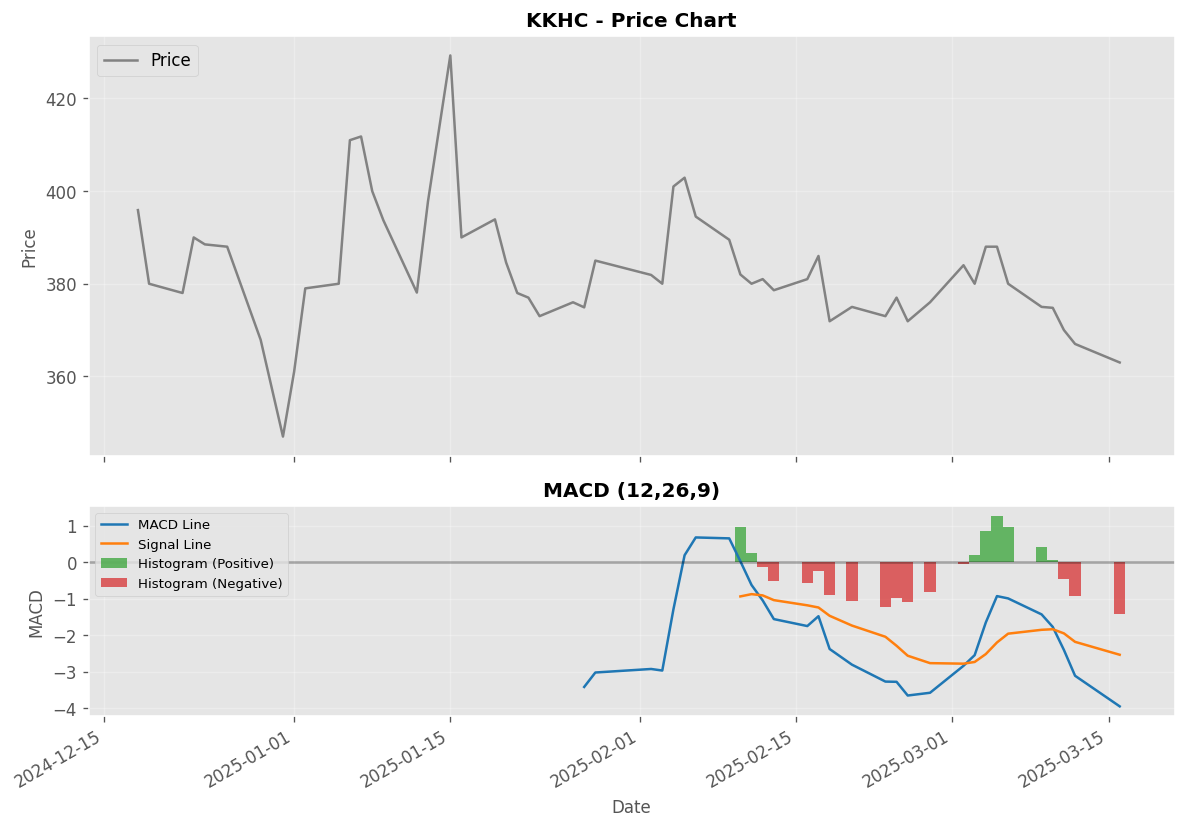 KKHC - Price Chart
Price
420
400
380
360
Price
MACD (12,26,9)
MACD Line
Signal Line
Histogram (Positive)
Histogram (Negative)
1
0
−1
−2
−3
−4
MACD
2024-12-15
2025-01-01
2025-01-15
2025-02-01
2025-02-15
2025-03-01
2025-03-15
Date